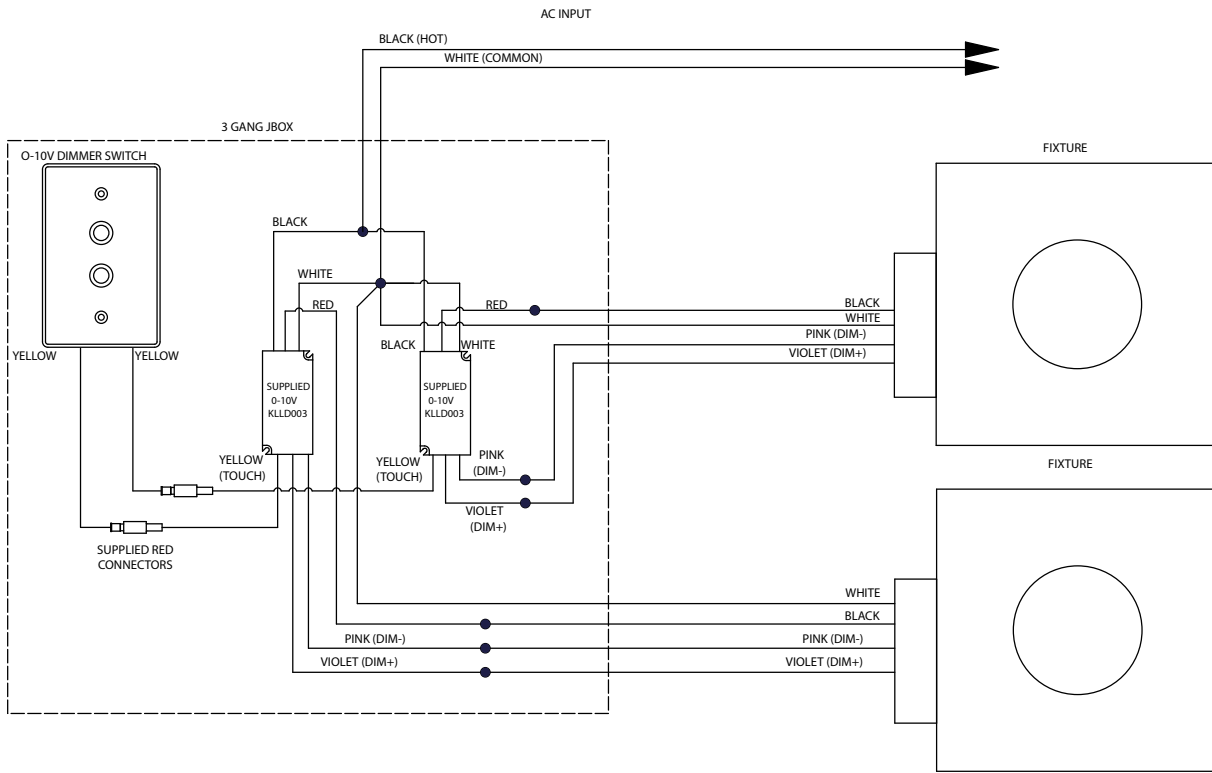 AC INPUT
BLACK (HOT)
WHITE (COMMON)
3 GANG JBOX
O-10V DIMMER SWITCH
FIXTURE
BLACK
WHITE
RED
RED
BLACK
WHITE
PINK (DIM-)
VIOLET (DIM+)
YELLOW
YELLOW
BLACK
WHITE
SUPPLIED
0-10V
KLLD003
SUPPLIED
0-10V
KLLD003
YELLOW
(TOUCH)
YELLOW
(TOUCH)
PINK
(DIM-)
VIOLET
(DIM+)
FIXTURE
SUPPLIED RED
CONNECTORS
WHITE
BLACK
PINK (DIM-)
PINK (DIM-)
VIOLET (DIM+)
VIOLET (DIM+)